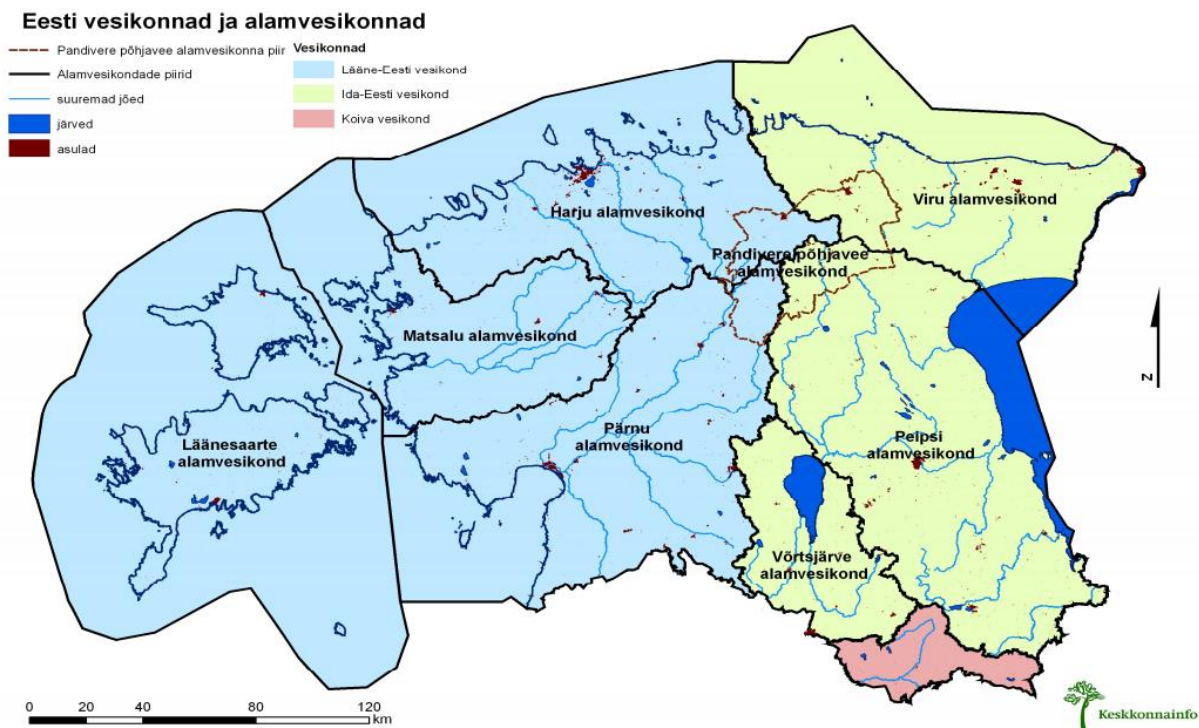 Eesti vesikonnad ja alamvesikonnad
Pandivere põhjavee alamvesikonna piir
Alamvesikondade piirid
suuremad jõed
järved
asulad
Vesikonnad
Lääne-Eesti vesikond
Ida-Eesti vesikond
Koiva vesikond
Harju alamvesikond
Viru alamvesikond
Pandivere põhjavee
alamvesikond
Matsalu alamvesikond
Läänesaarte
alamvesikond
Pärnu
alamvesikond
Peipsi
alamvesikond
Võrtsjärve
alamvesikond
N
0 20 40 80 120
km
Keskkonnainfo